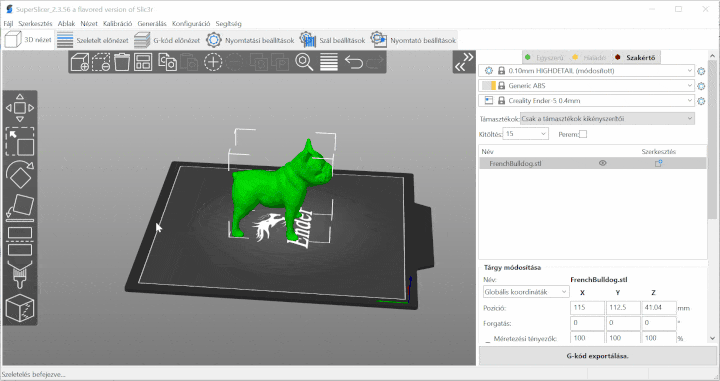 SuperSlicer_2.3.56 a flavored version of Slic3r
Fájl Szerkesztés Ablak Nézet Kalibráció Generálás Konfiguráció Segítség
3D nézet Szeletelt előnézet G-kód előnézet Nyomtatási beállítások Szál beállítások Nyomtató beállítások
Egyszerű Haladó Szakértő
0.10mm HIGHDETAIL (módosított)
Generic ABS
Creality Ender-5 0.4mm
Támasztékok: Csak a támasztékok kikényszerítői
Kitöltés: 15 Perem:
Név Szerkesztés
FrenchBulldog.stl
Ender
Tárgy módosítása
Név: FrenchBulldog.stl
Globális koordináták X Y Z
Pozíció: 115 112.5 41.04 mm
Forgatás: 0 0 0 °
Méretezési tényezők: 100 100 100 %
G-kód exportálása.
Szeletelés befejezve...